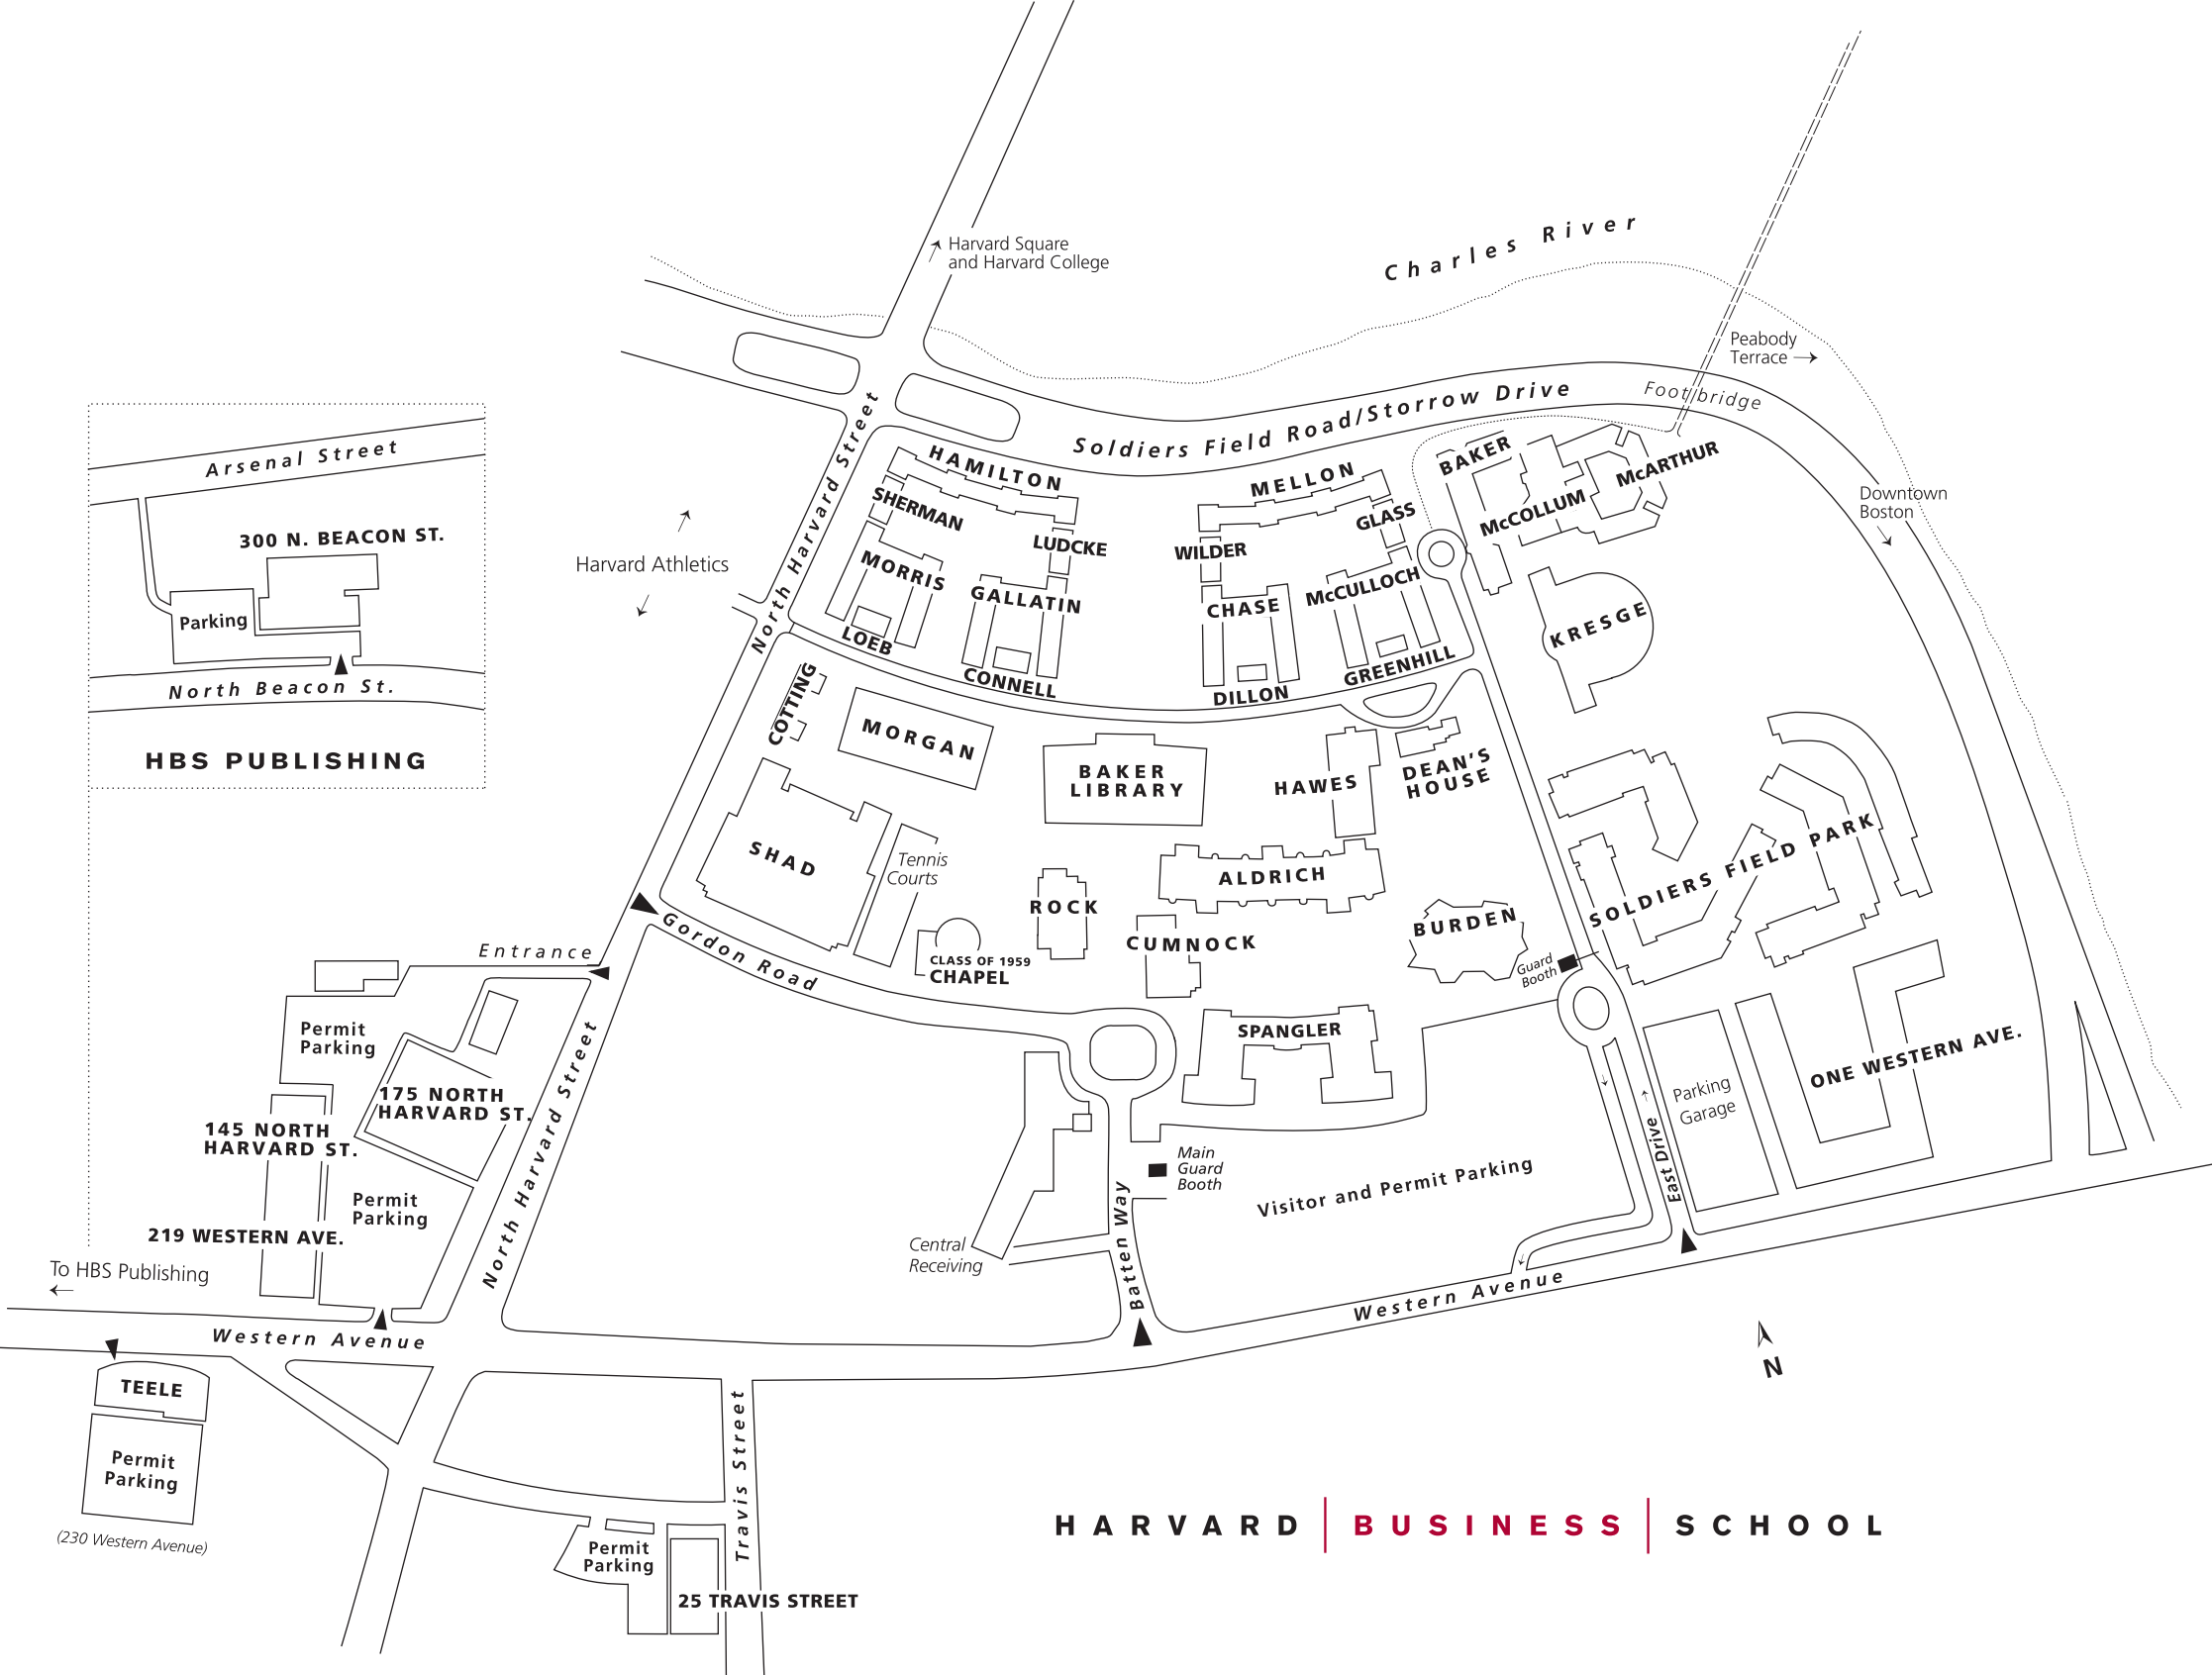 Charles River
Harvard Square
and Harvard College
Peabody
Terrace
Foot bridge
Soldiers Field Road/Storrow Drive
North Harvard Street
Downtown
Boston
Harvard Athletics
Arsenal Street
300 N. BEACON ST.
Parking
North Beacon St.
HBS PUBLISHING
HAMILTON
SHERMAN
LUDCKE
MORRIS
GALLATIN
LOEB
CONNELL
MELLON
GLASS
WILDER
CHASE
McCULLOCH
DILLON
GREENHILL
BAKER
McCOLLUM
McARTHUR
KRESGE
COTTING
MORGAN
BAKER
LIBRARY
HAWES
DEAN'S
HOUSE
SHAD
Tennis
Courts
ROCK
ALDRICH
CUMNOCK
BURDEN
SOLDIERS FIELD PARK
CLASS OF 1959
CHAPEL
Gordon Road
Guard
Booth
SPANGLER
ONE WESTERN AVE.
Parking
Garage
East Drive
Entrance
Permit
Parking
175 NORTH
HARVARD ST.
145 NORTH
HARVARD ST.
Permit
Parking
219 WESTERN AVE.
North Harvard Street
To HBS Publishing
Main
Guard
Booth
Visitor and Permit Parking
Central
Receiving
Batten Way
Western Avenue
Western Avenue
N
TEELE
Permit
Parking
(230 Western Avenue)
Travis Street
Permit
Parking
25 TRAVIS STREET
HARVARD BUSINESS SCHOOL